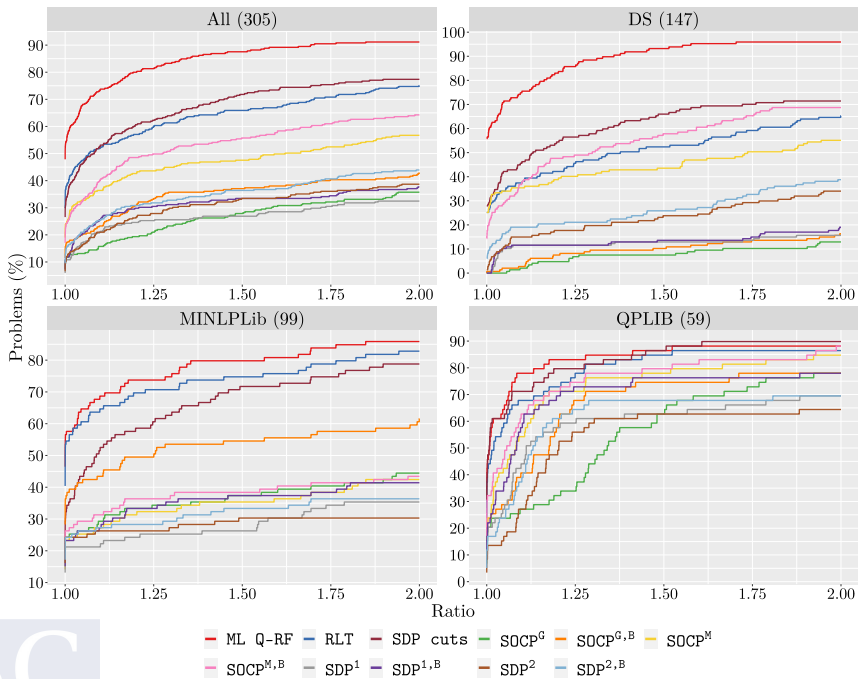 All (305)
DS (147)
90
80
70
60
50
40
30
20
10
1.00 1.25 1.50 1.75 2.00
100
90
80
70
60
50
40
30
20
10
0
1.00 1.25 1.50 1.75 2.00
Problems (%)
MINLPLib (99)
QPLIB (59)
80
70
60
50
40
30
20
10
1.00 1.25 1.50 1.75 2.00
90
80
70
60
50
40
30
20
10
0
1.00 1.25 1.50 1.75 2.00
Ratio
ML Q-RF RLT SDP cuts SOCP^G SOCP^G,B SOCP^M
SOCP^M,B SDP^1 SDP^1,B SDP^2 SDP^2,B
C